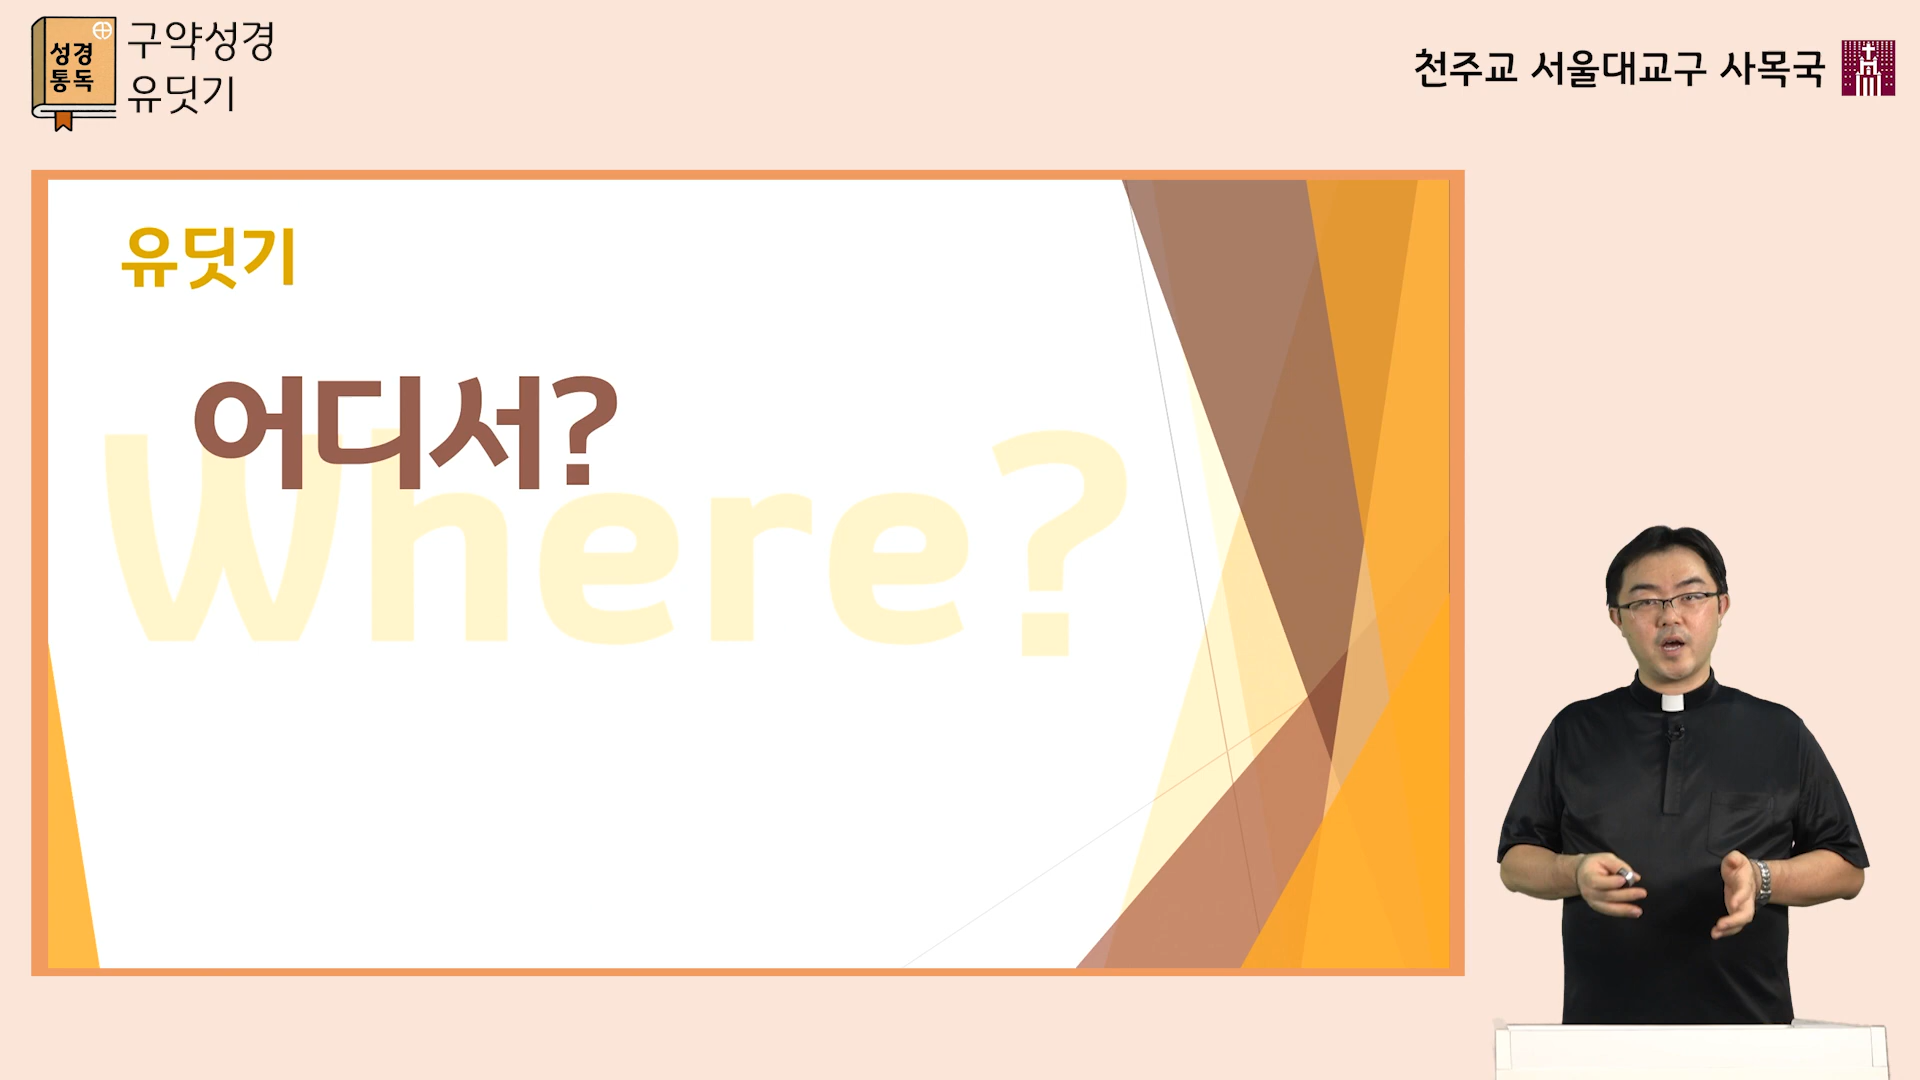 성경
통독
구약성경
유딧기
천주교 서울대교구 사목국
유딧기
어디서?
Where?